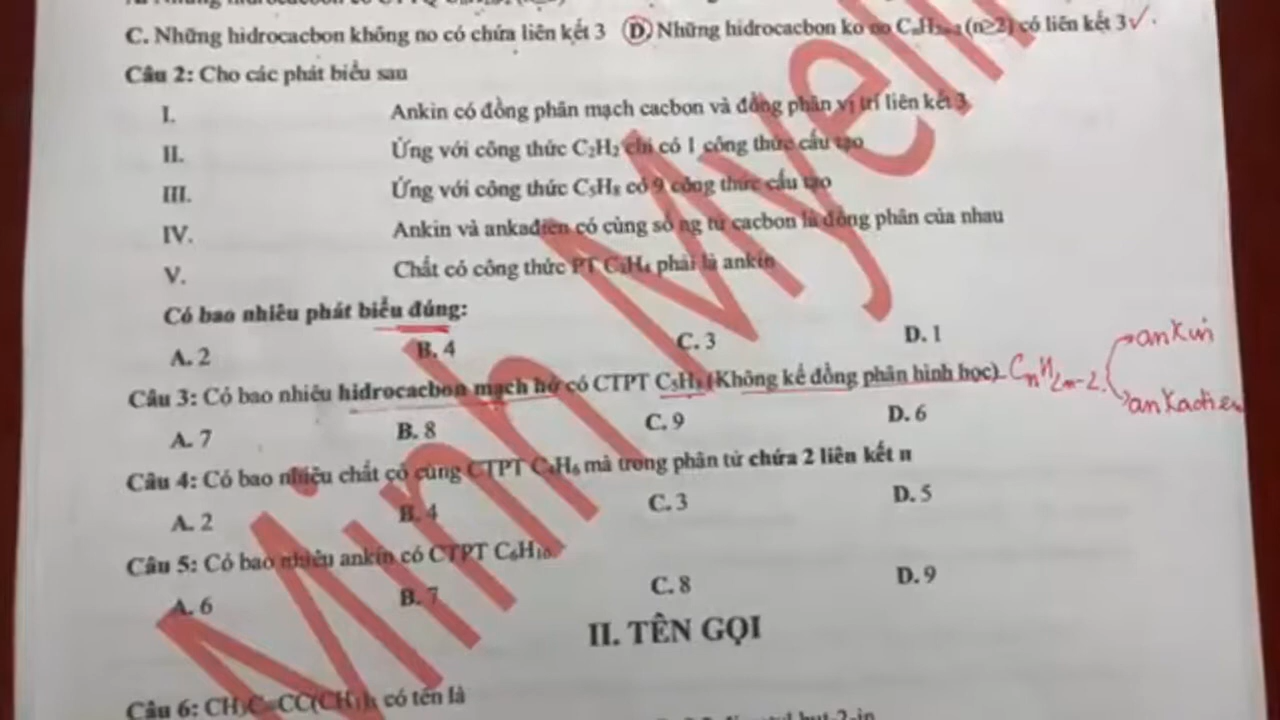 C. Những hidrocacbon không no có chứa liên kết 3 D. Những hidrocacbon ko no CnH2n-2 (n≥2) có liên kết 3 ✓.
Câu 2: Cho các phát biểu sau
I. Ankin có đồng phân mạch cacbon và đồng phân vị trí liên kết 3
II. Ứng với công thức C2H2 chỉ có 1 công thức cấu tạo
III. Ứng với công thức C5H8 có 9 công thức cấu tạo
IV. Ankin và ankađien có cùng số ng tử cacbon là đồng phân của nhau
V. Chất có công thức PT C3H4 phải là ankin
Có bao nhiêu phát biểu đúng:
A. 2 B. 4 C. 3 D. 1
Câu 3: Có bao nhiêu hidrocacbon mạch hở có CTPT C5H8 (Không kể đồng phân hình học) CnH2n-2 ankin
ankadien
A. 7 B. 8 C. 9 D. 6
Câu 4: Có bao nhiêu chất có cùng CTPT C4H6 mà trong phân tử chứa 2 liên kết π
A. 2 B. 4 C. 3 D. 5
Câu 5: Có bao nhiêu ankin có CTPT C6H10
A. 6 B. 7 C. 8 D. 9
II. TÊN GỌI
Câu 6: có tên là
but-2-in
Minh Myeln